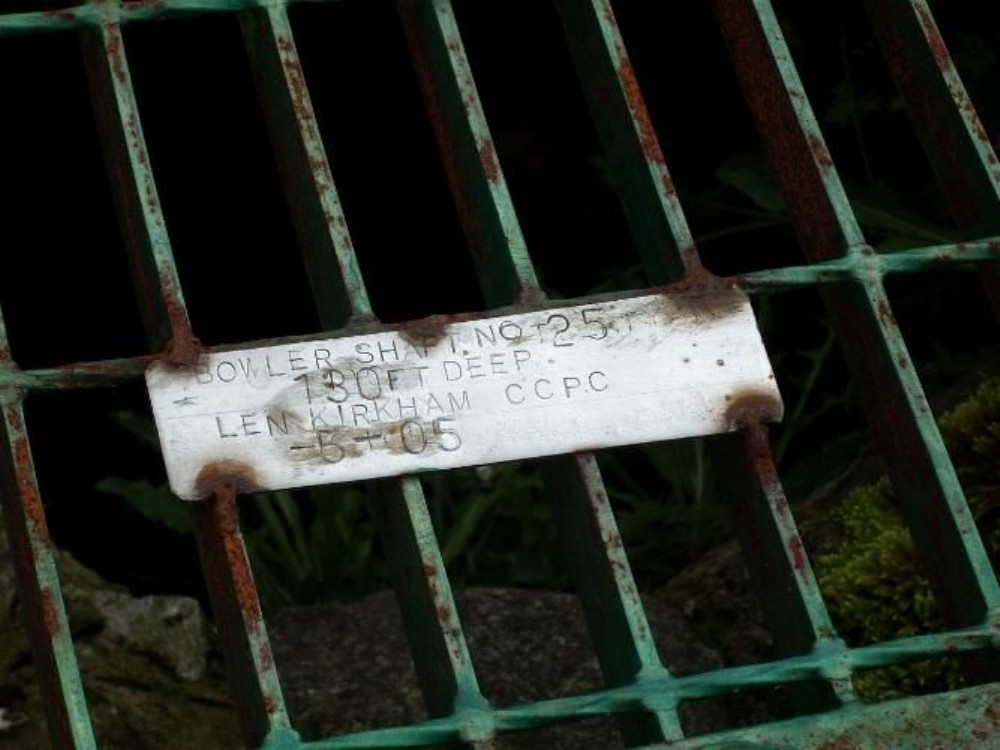 BOWLER SHAFT NO 25
130FT DEEP
LEN KIRKHAM CCPC
-6-05